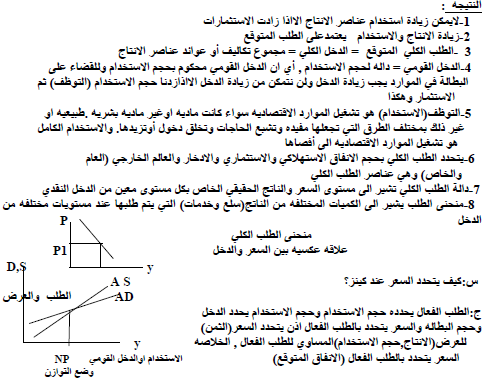 النتيجة :
1-لايمكن زيادة استخدام عناصر الانتاج الااذا زادت الاستثمارات
2-زيادة الانتاج والاستخدام يعتمدعلى الطلب المتوقع
3 -الطلب الكلي المتوقع = الدخل الكلي = مجموع تكاليف أو عوائد عناصر الانتاج
4-الدخل القومي = داله لحجم الاستخدام , أي ان الدخل القومي محكوم بحجم الاستخدام وللقضاء على
البطالة في الموارد يجب زيادة الدخل ولن نتمكن من زيادة الدخل الااذازدنا حجم الاستخدام (التوظف) ثم
الاستثمار وهكذا
5-التوظف(الاستخدام) هو تشغيل الموارد الاقتصاديه سواء كانت ماديه اوغير ماديه بشريه .طبيعيه او
غير ذلك بمختلف الطرق التي تجعلها مفيده وتشبع الحاجات وتخلق دخول أوتزيدها. والاستخدام الكامل
هو تشغيل الموارد الاقتصاديه الى أقصاها
6-يتحدد الطلب الكلي بحجم الانفاق الاستهلاكي والاستثماري والادخار والعالم الخارجي (العام
والخاص) وهي عناصر الطلب الكلي
7-دالة الطلب الكلي تشير الى مستوى السعر والناتج الحقيقي الخاص بكل مستوى معين من الدخل النقدي
8-منحنى الطلب يشير الى الكميات المختلفه من الناتج(سلع وخدمات) التي يتم طلبها عند مستويات مختلفه من
الدخل
P
P1
y
منحنى الطلب الكلي
علاقه عكسيه بين السعر والدخل
س:كيف يتحدد السعر عند كينز؟
D,S
A S
AD
الطلب والعرض
y
NP
الاستخدام اوالدخل القومي
وضع التوازن
ج:الطلب الفعال يحدده حجم الاستخدام وحجم الاستخدام يحدد الدخل
وحجم البطاله والسعر يتحدد بالطلب الفعال اذن يتحدد السعر(الثمن)
للعرض(الانتاج,حجم الاستخدام)المساوي للطلب الفعال , الخلاصه
السعر يتحدد بالطلب الفعال (الانفاق المتوقع)